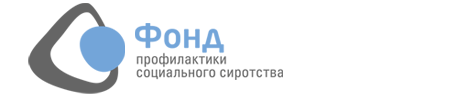 Фонд
профилактики
социального сиротства